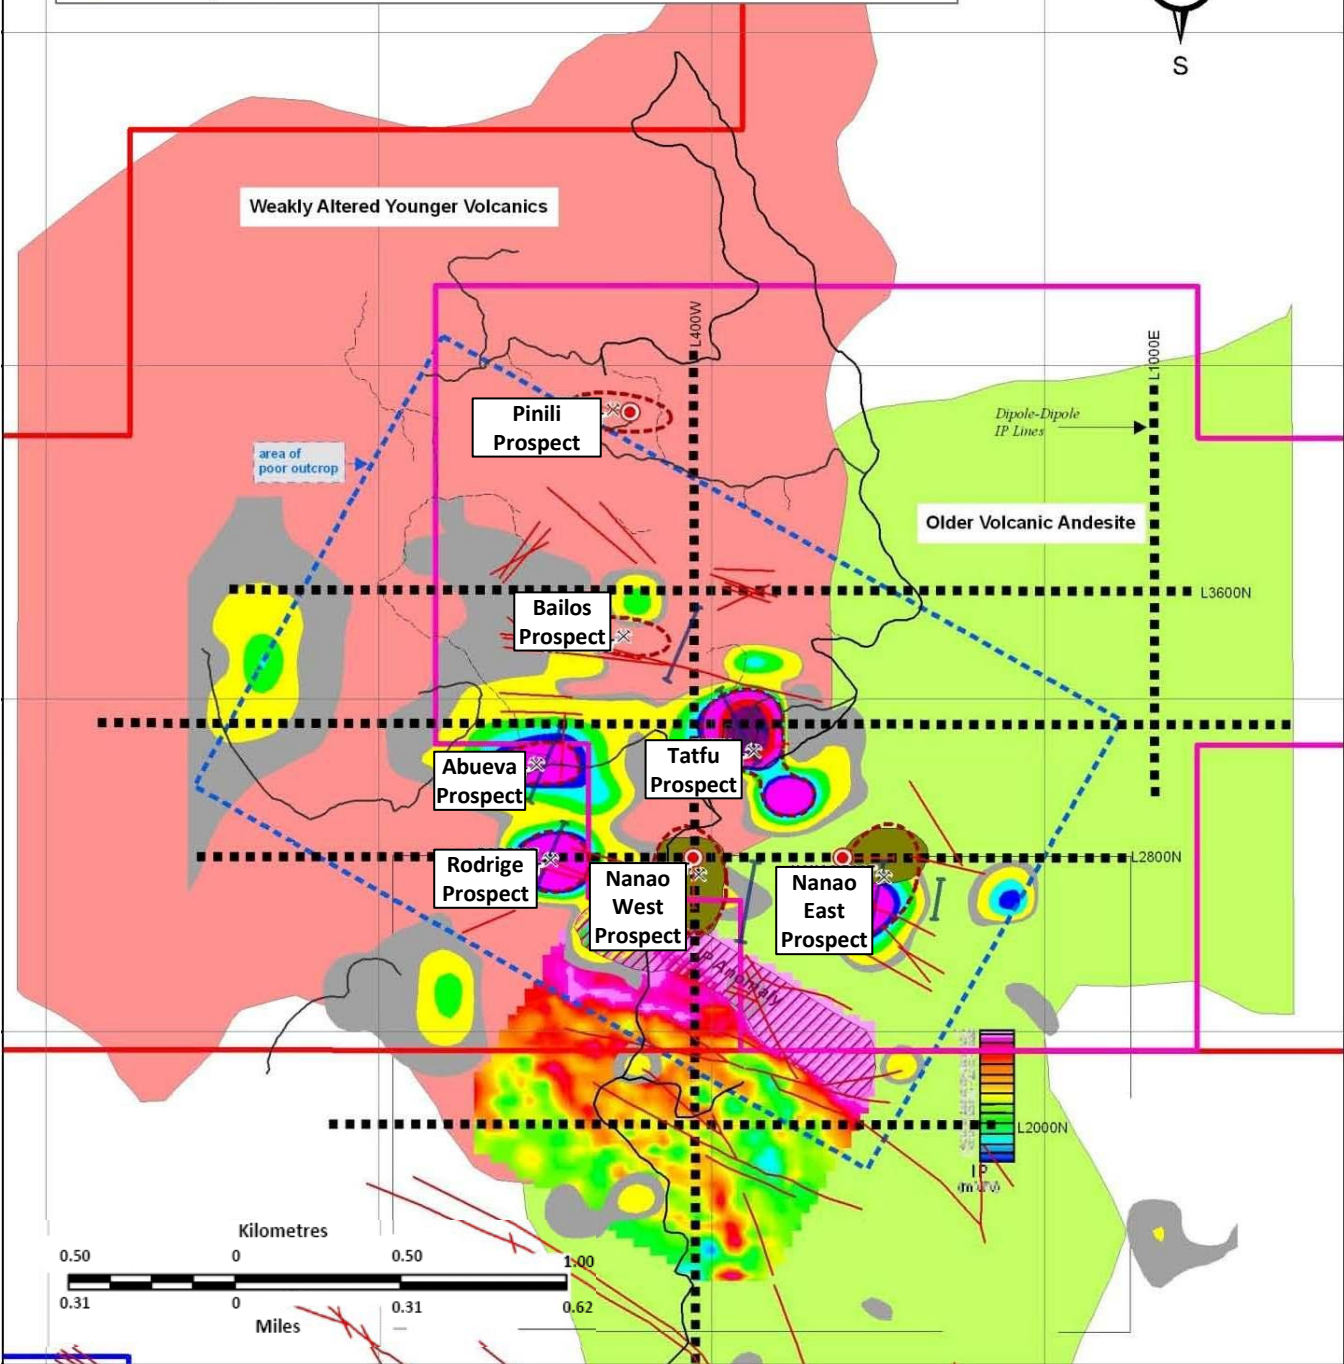 S
Weakly Altered Younger Volcanics
L400W
L1000E
Pinili
Prospect
Dipole-Dipole
IP Lines
area of
poor outcrop
Older Volcanic Andesite
L3600N
Bailos
Prospect
Tatfu
Prospect
Abueva
Prospect
L2800N
Rodrige
Prospect
Nanao
West
Prospect
Nanao
East
Prospect
IP Anomaly
L2000N
IP
(mV/V)
Kilometres
0.50 0 0.50 1.00
0.31 0 0.31 0.62
Miles